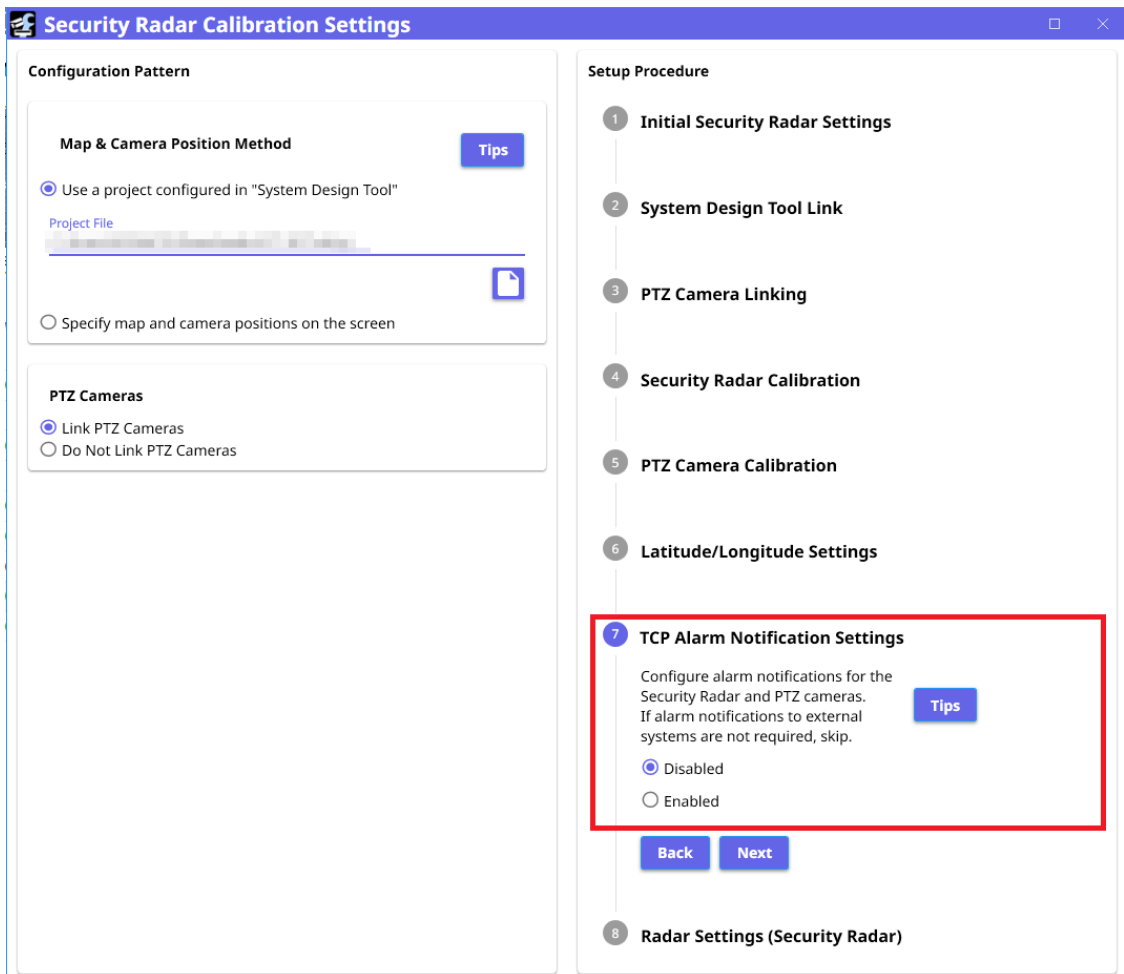 Security Radar Calibration Settings
Configuration Pattern
Map & Camera Position Method
Tips
Use a project configured in "System Design Tool"
Project File
Specify map and camera positions on the screen
PTZ Cameras
Link PTZ Cameras
Do Not Link PTZ Cameras
Setup Procedure
1 Initial Security Radar Settings
2 System Design Tool Link
3 PTZ Camera Linking
4 Security Radar Calibration
5 PTZ Camera Calibration
6 Latitude/Longitude Settings
7 TCP Alarm Notification Settings
Configure alarm notifications for the
Security Radar and PTZ cameras.
If alarm notifications to external
systems are not required, skip.
Tips
Disabled
Enabled
Back Next
8 Radar Settings (Security Radar)